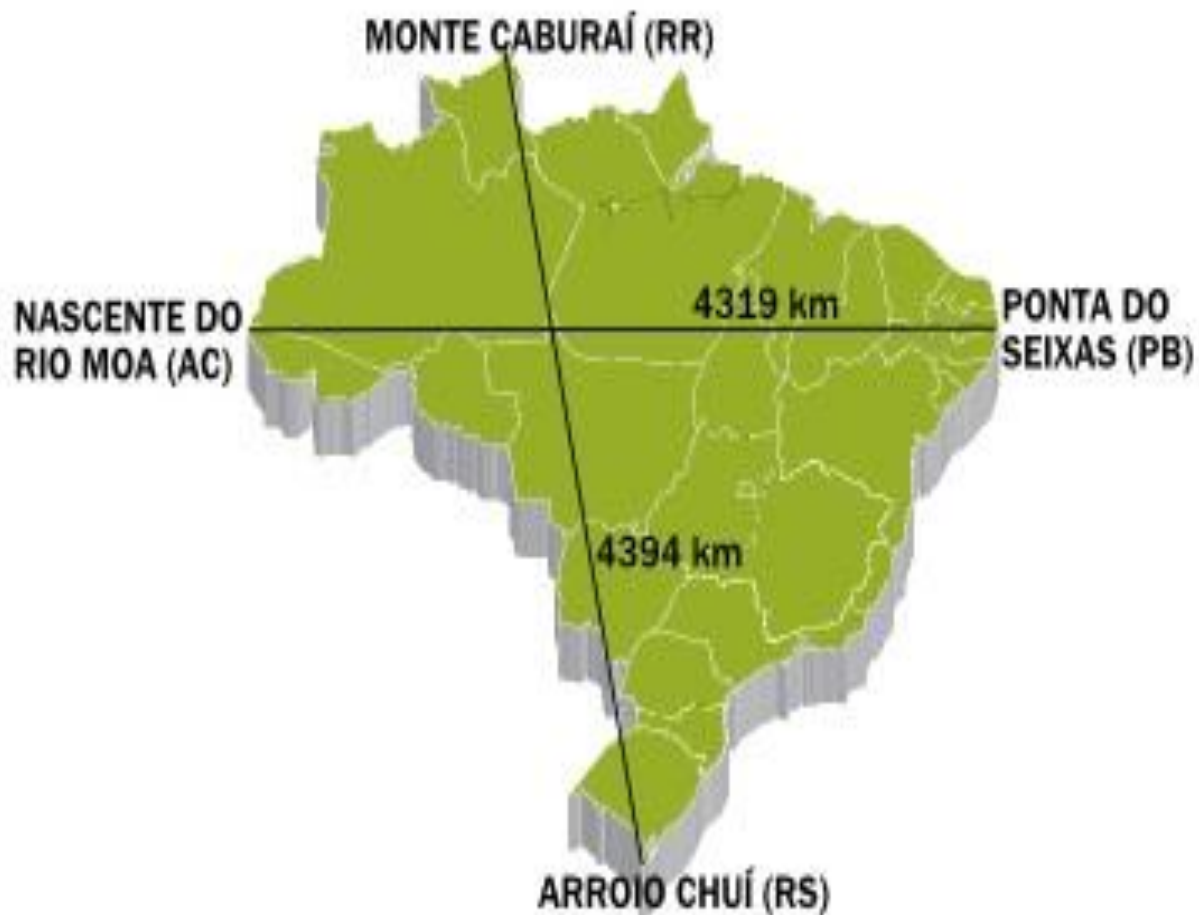 MONTE CABURAÍ (RR)
NASCENTE DO
RIO MOA (AC)
4319 km
PONTA DO
SEIXAS (PB)
4394 km
ARROIO CHUÍ (RS)